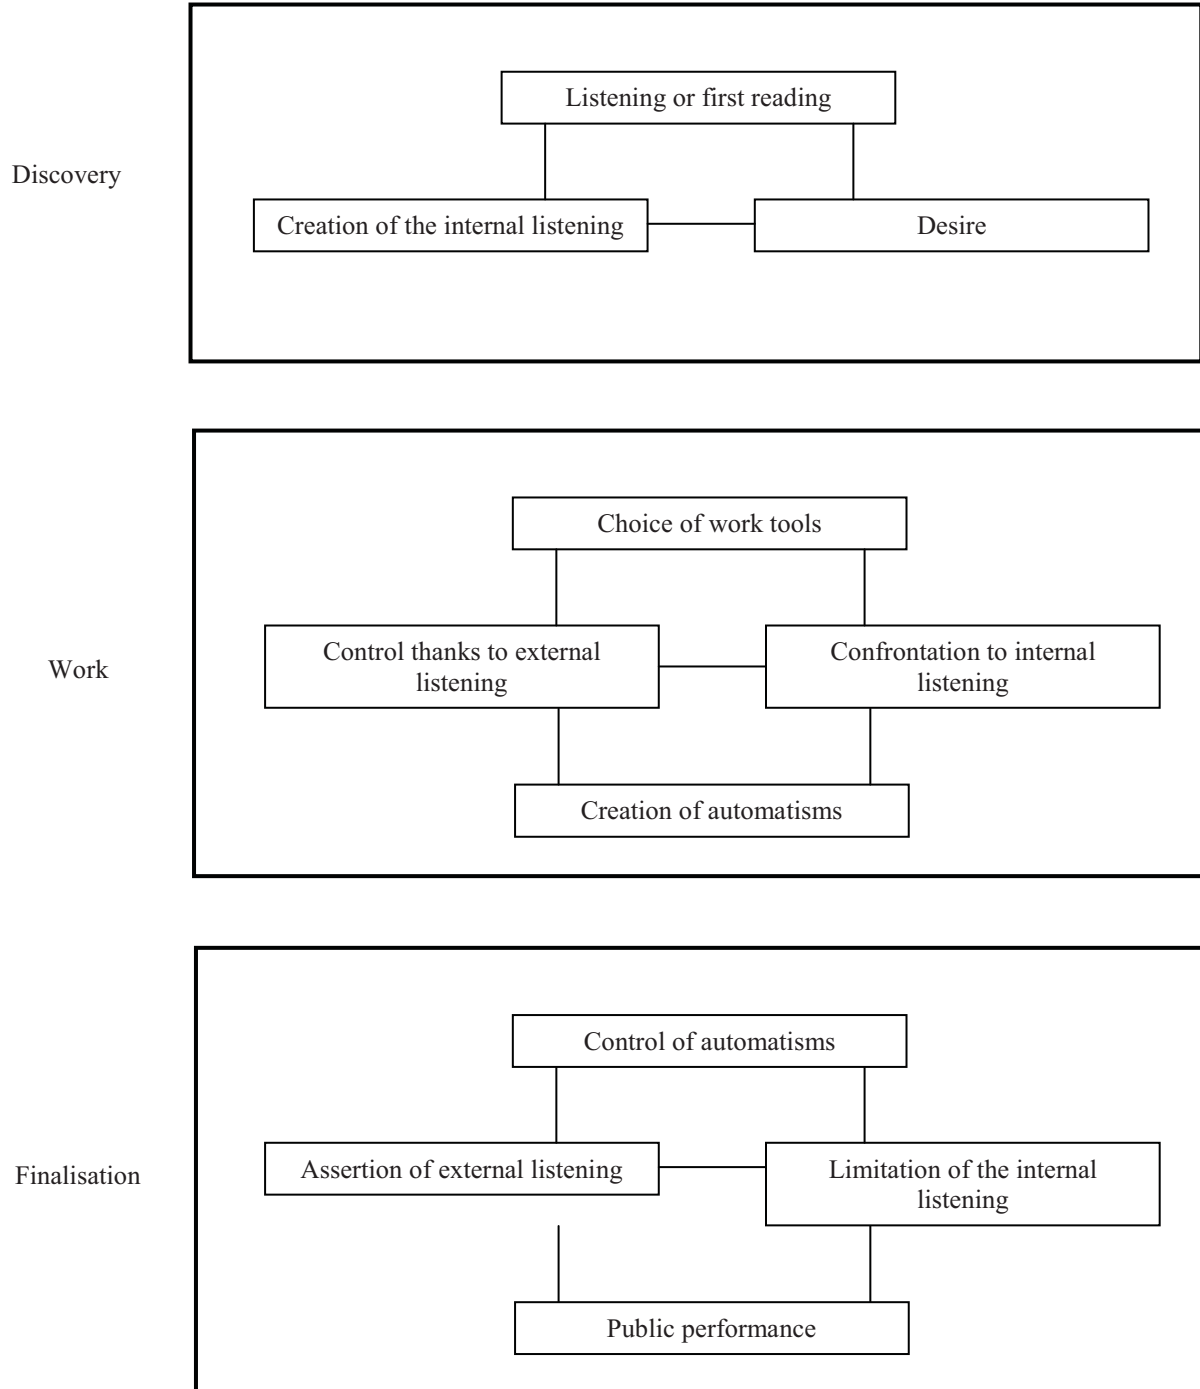 Listening or first reading
Discovery
Creation of the internal listening
Desire
Choice of work tools
Work
Control thanks to external
listening
Confrontation to internal
listening
Creation of automatisms
Control of automatisms
Finalisation
Assertion of external listening
Limitation of the internal
listening
Public performance